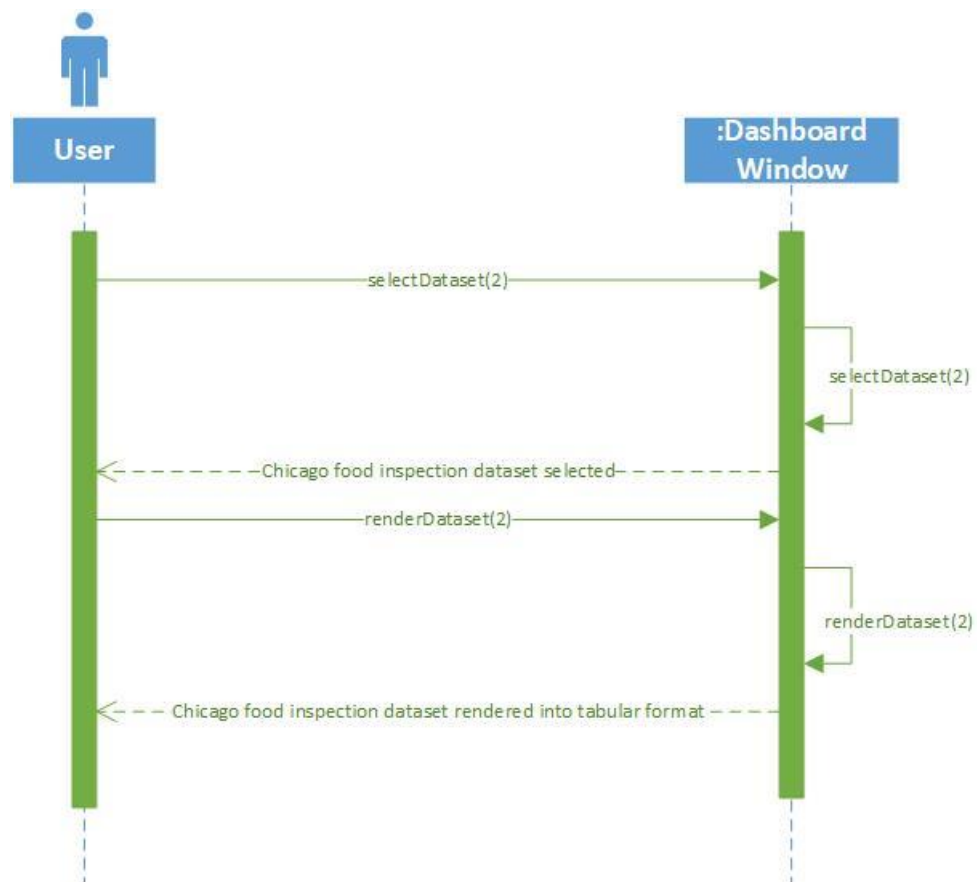 User
:Dashboard
Window
selectDataset(2)
selectDataset(2)
Chicago food inspection dataset selected
renderDataset(2)
renderDataset(2)
Chicago food inspection dataset rendered into tabular format